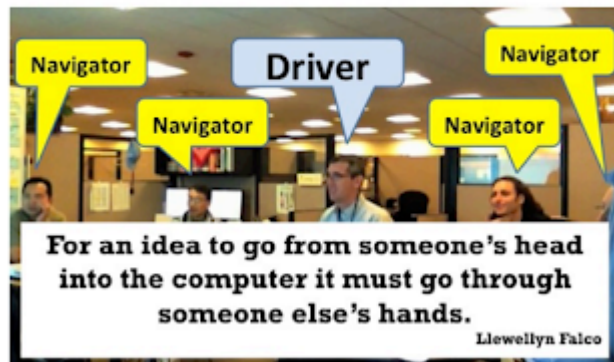 Navigator
Driver
Navigator
Navigator
Navigator
For an idea to go from someone's head
into the computer it must go through
someone else's hands.
Llewellyn Falco